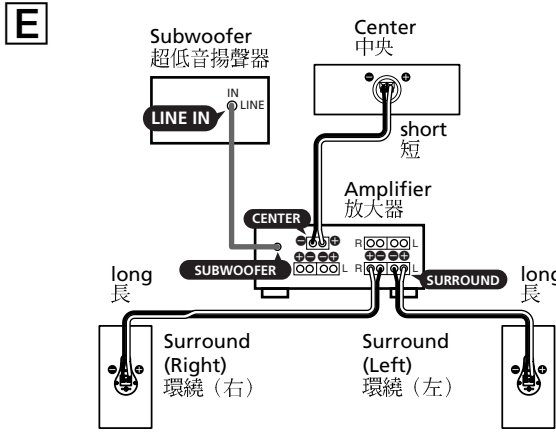 E
Subwoofer
超低音揚聲器
Center
中央
IN
LINE
LINE IN
short
短
Amplifier
放大器
CENTER
R L
SUBWOOFER
L R L
SURROUND
long
長
long
長
Surround
(Right)
環繞（右）
Surround
(Left)
環繞（左）